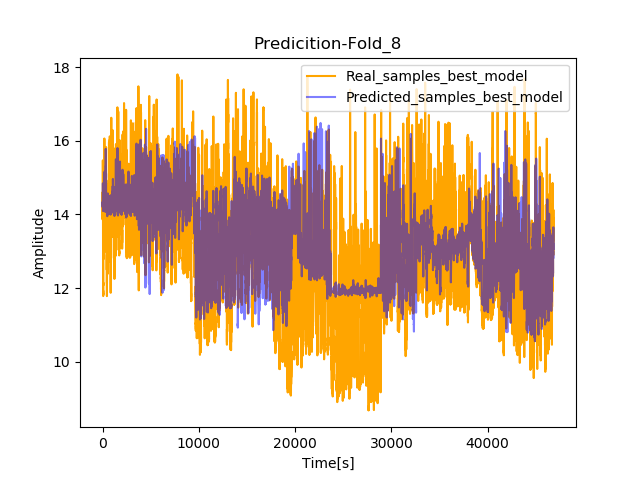 Predicition-Fold_8
Real_samples_best_model
Predicted_samples_best_model
Amplitude
18
16
14
12
10
0
10000
20000
30000
40000
Time[s]